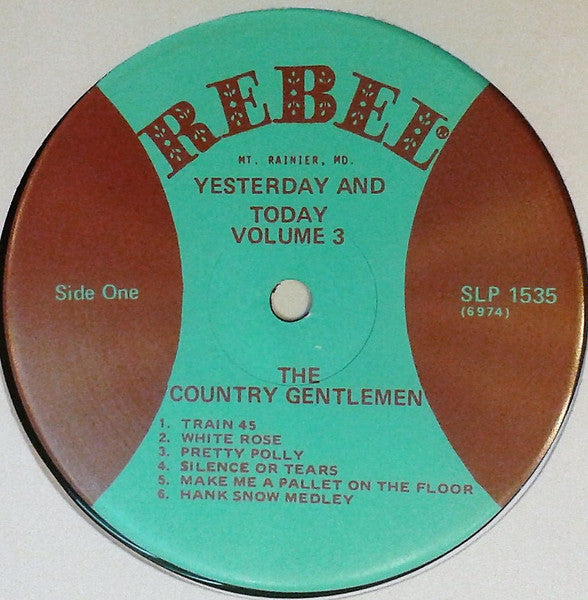 REBEL®
MT. RAINIER, MD.
YESTERDAY AND
TODAY
VOLUME 3
Side One
SLP 1535
(6974)
THE
COUNTRY GENTLEMEN
1. TRAIN 45
2. WHITE ROSE
3. PRETTY POLLY
4. SILENCE OR TEARS
5. MAKE ME A PALLET ON THE FLOOR
6. HANK SNOW MEDLEY